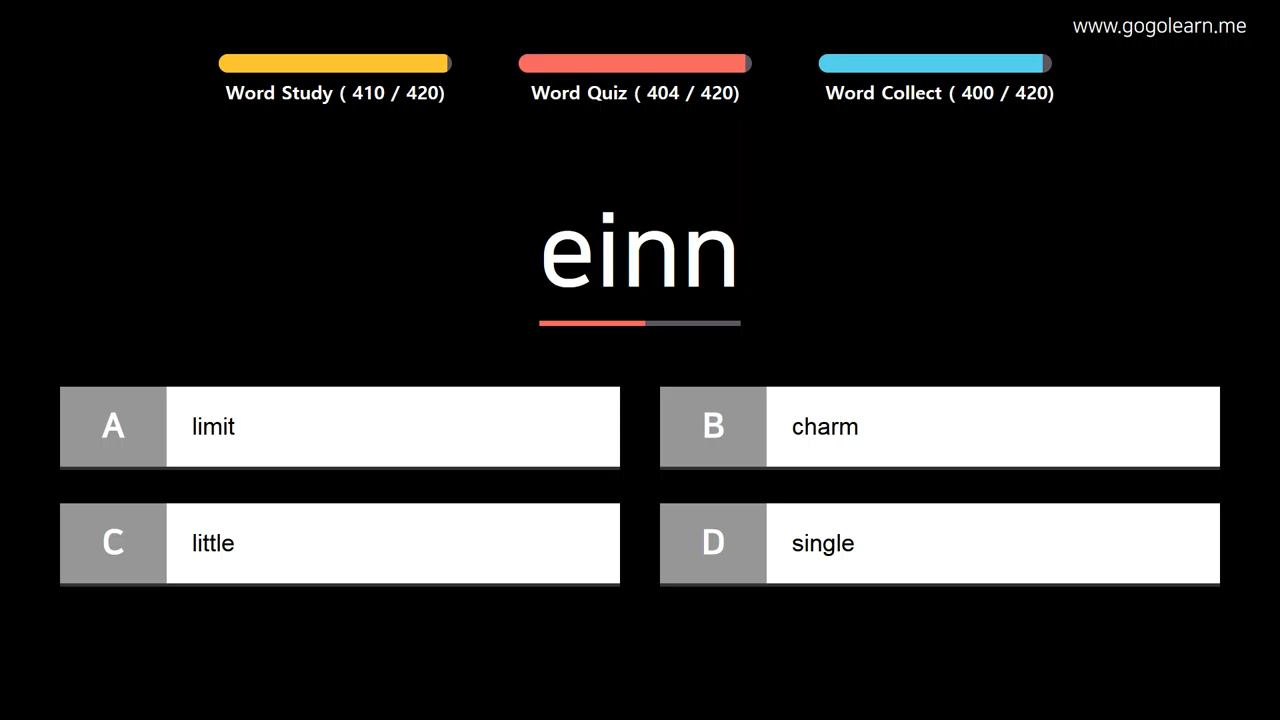 www.gogolearn.me
Word Study ( 410 / 420)
Word Quiz ( 404 / 420)
Word Collect ( 400 / 420)
einn
A limit
B charm
C little
D single